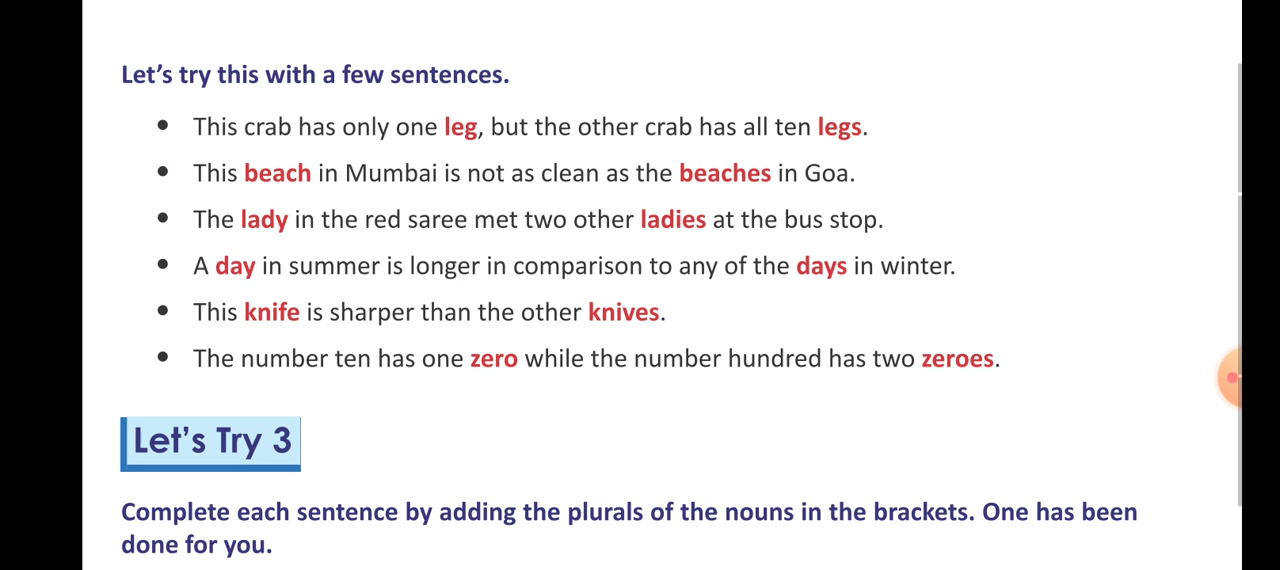 Let’s try this with a few sentences.
• This crab has only one leg, but the other crab has all ten legs.
• This beach in Mumbai is not as clean as the beaches in Goa.
• The lady in the red saree met two other ladies at the bus stop.
• A day in summer is longer in comparison to any of the days in winter.
• This knife is sharper than the other knives.
• The number ten has one zero while the number hundred has two zeroes.
Let’s Try 3
Complete each sentence by adding the plurals of the nouns in the brackets. One has been
done for you.